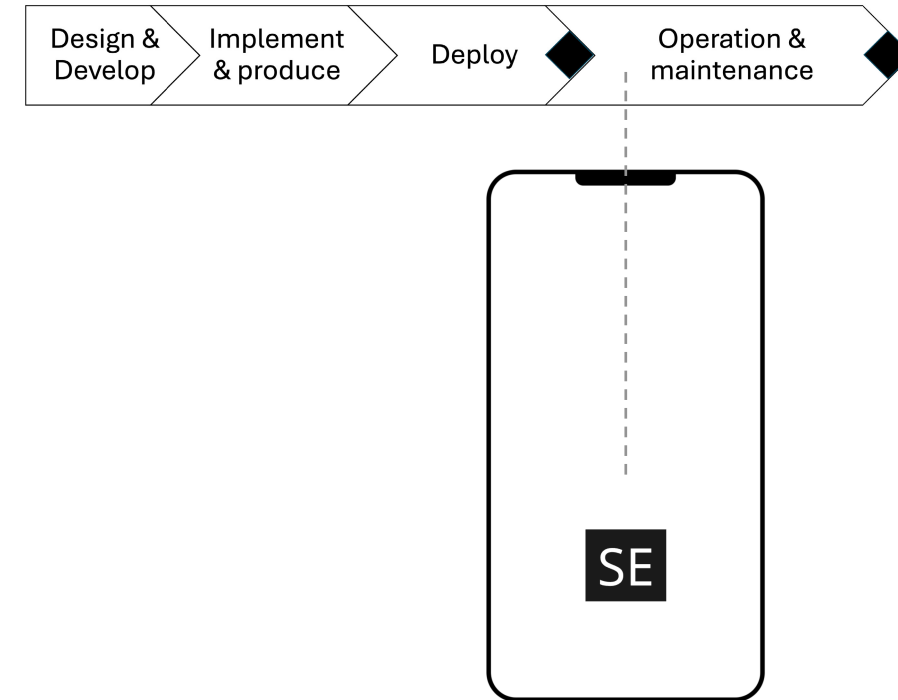 Design &
Develop
Implement
& produce
Deploy
Operation &
maintenance
SE